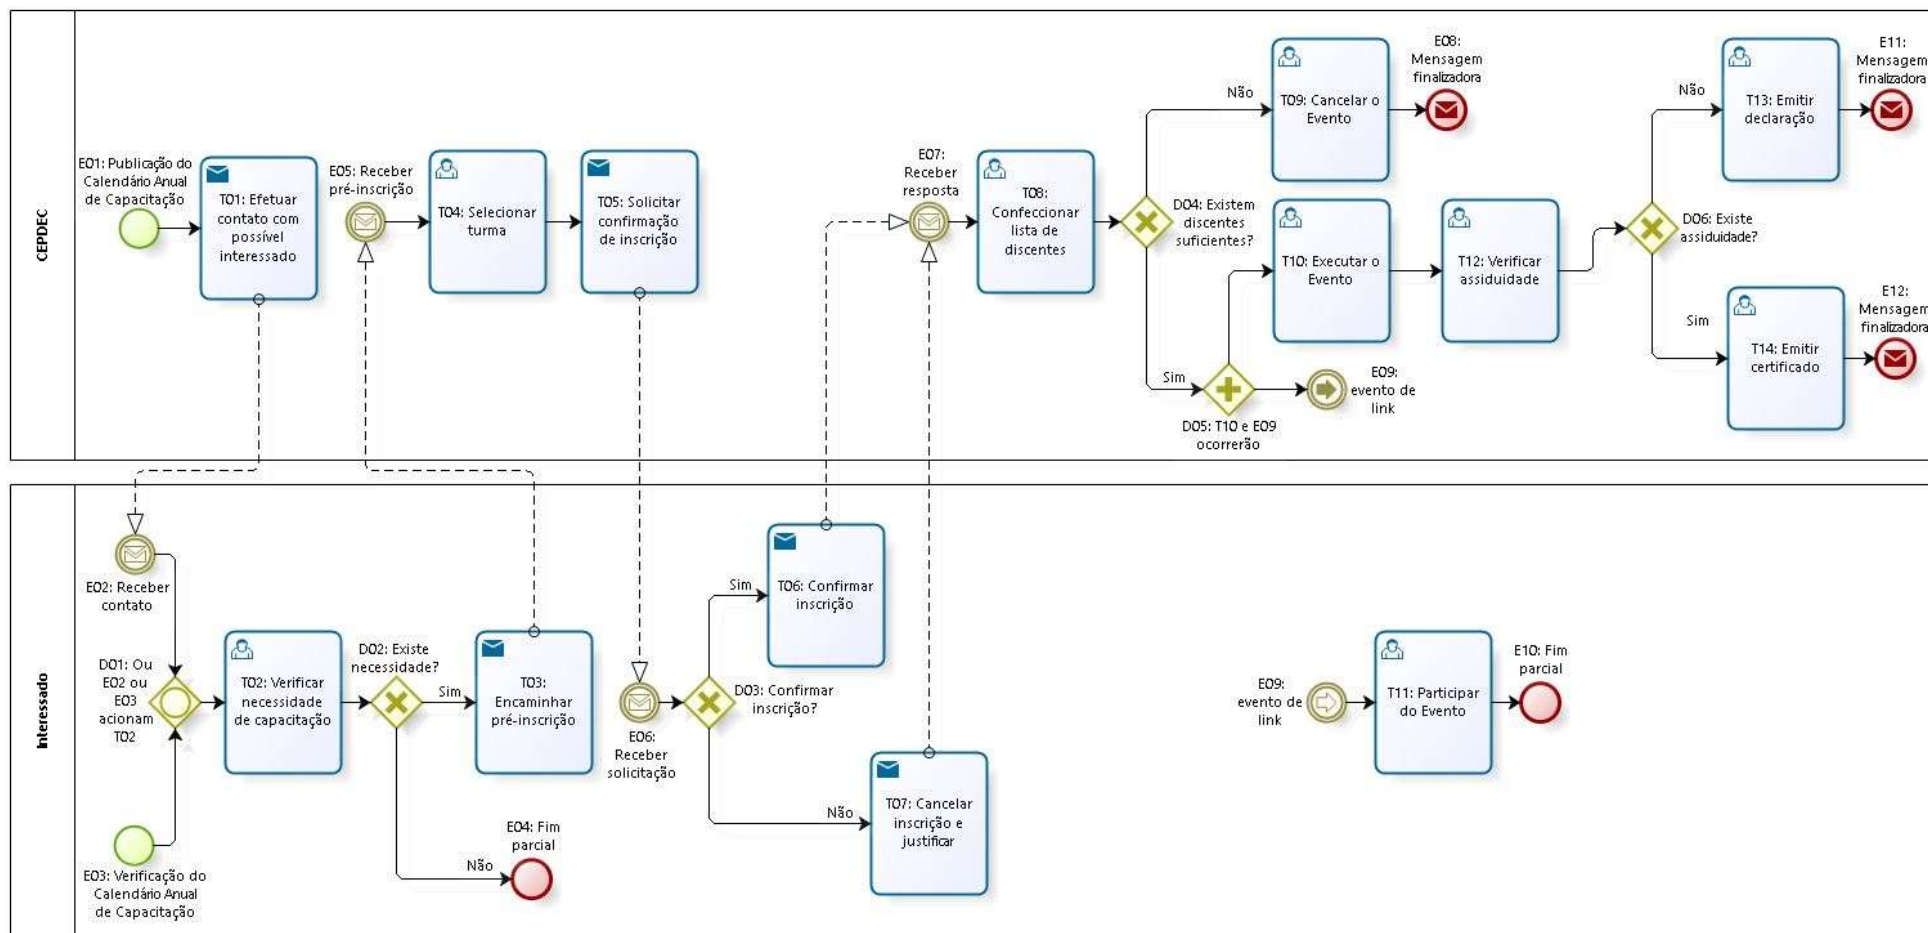 CEPDEC
E01: Publicação do
Calendário Anual
de Capacitação
T01: Efetuar
contato com
possível
interessado
E05: Receber
pré-inscrição
T04: Selecionar
turma
T05: Solicitar
confirmação
de inscrição
E07:
Receber
resposta
T08:
Confeccionar
lista de
discentes
D04: Existem
discentes
suficientes?
Não
T09: Cancelar o
Evento
E08:
Mensagem
finalizadora
Sim
D05: T10 e E09
ocorrerão
T10: Executar o
Evento
E09:
evento de
link
T12: Verificar
assiduidade
D06: Existe
assiduidade?
Não
T13: Emitir
declaração
E11:
Mensagem
finalizadora
Sim
T14: Emitir
certificado
E12:
Mensagem
finalizadora
Interessado
E02: Receber
contato
D01: Ou
E02 ou
E03
acionam
T02
E03: Verificação do
Calendário Anual
de Capacitação
T02: Verificar
necessidade
de capacitação
D02: Existe
necessidade?
Sim
T03:
Encaminhar
pré-inscrição
Não
E04: Fim
parcial
E06:
Receber
solicitação
D03: Confirmar
inscrição?
Sim
T06: Confirmar
inscrição
Não
T07: Cancelar
inscrição e
justificar
E09:
evento de
link
T11: Participar
do Evento
E10: Fim
parcial